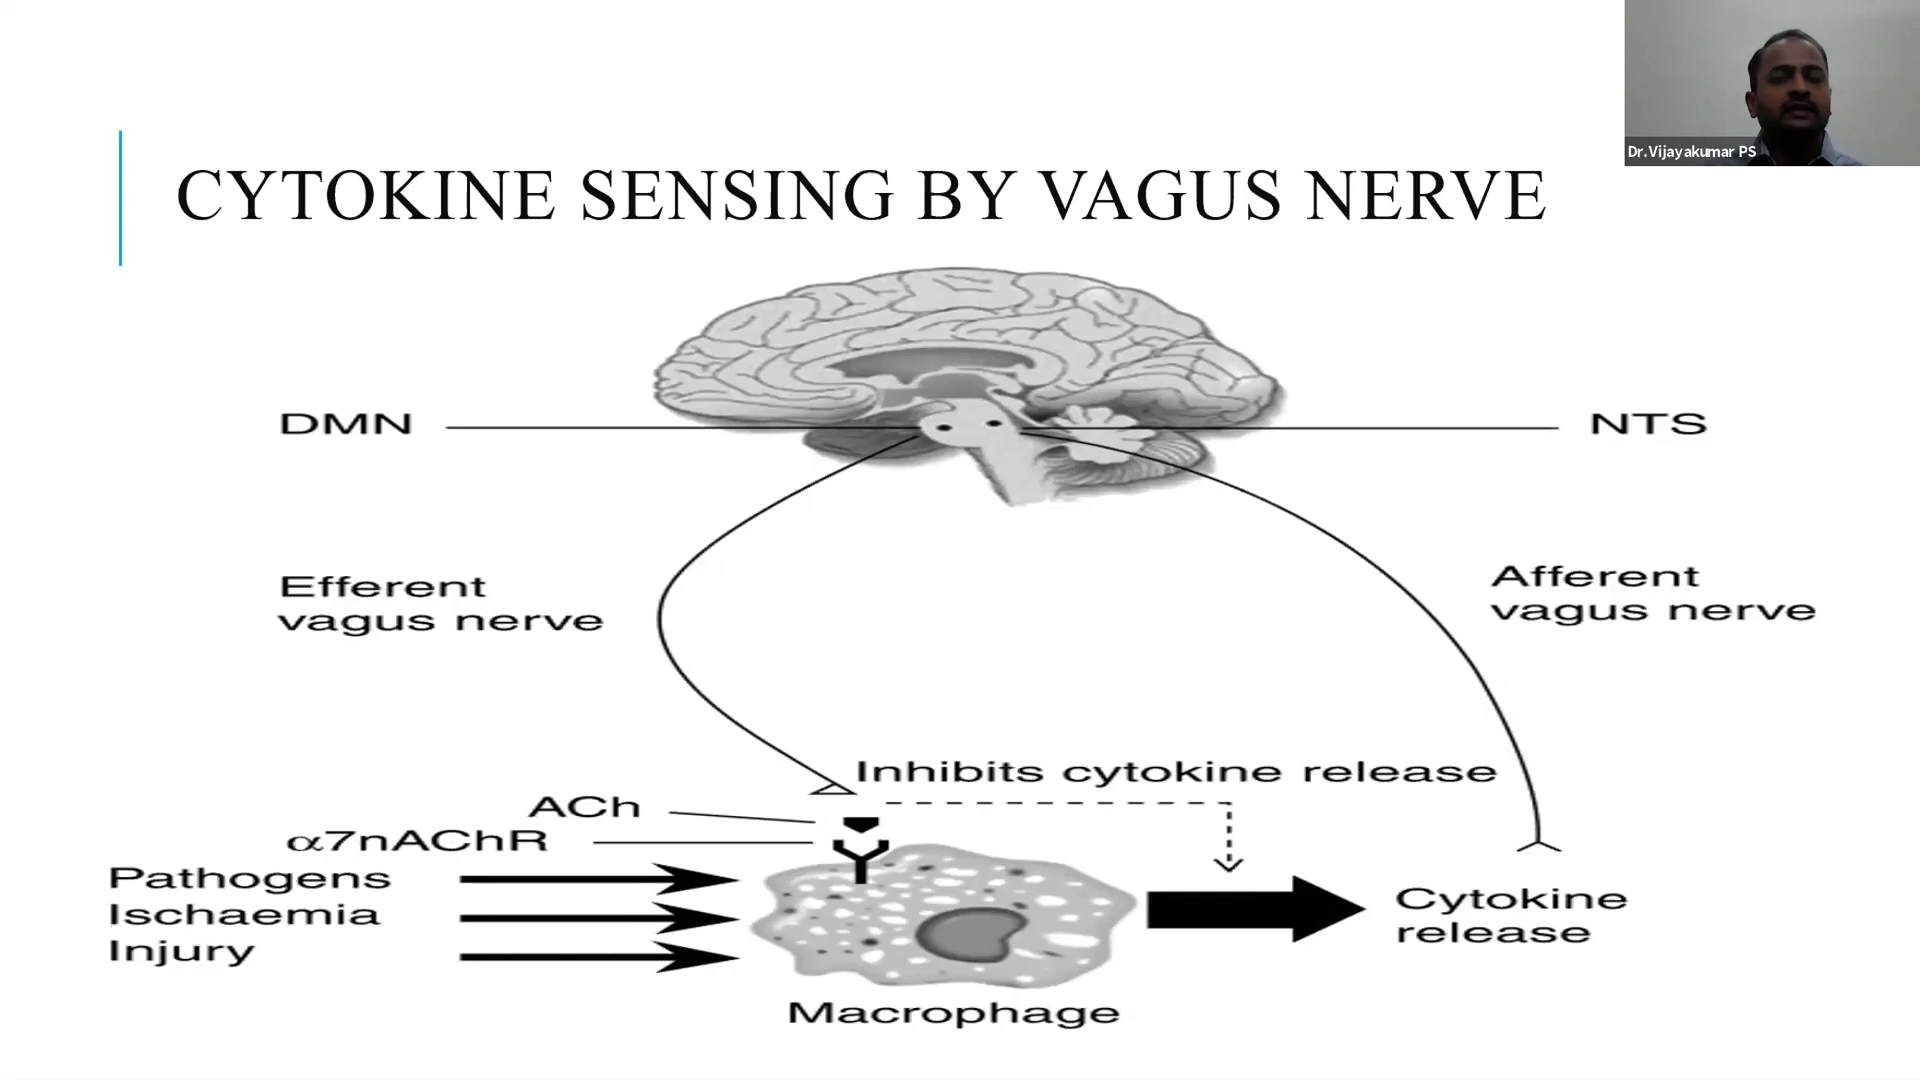 Dr.Vijayakumar PS
CYTOKINE SENSING BY VAGUS NERVE
DMN
NTS
Efferent
vagus nerve
Afferent
vagus nerve
Inhibits cytokine release
ACh
α7nAChR
Pathogens
Ischaemia
Injury
Cytokine
release
Macrophage